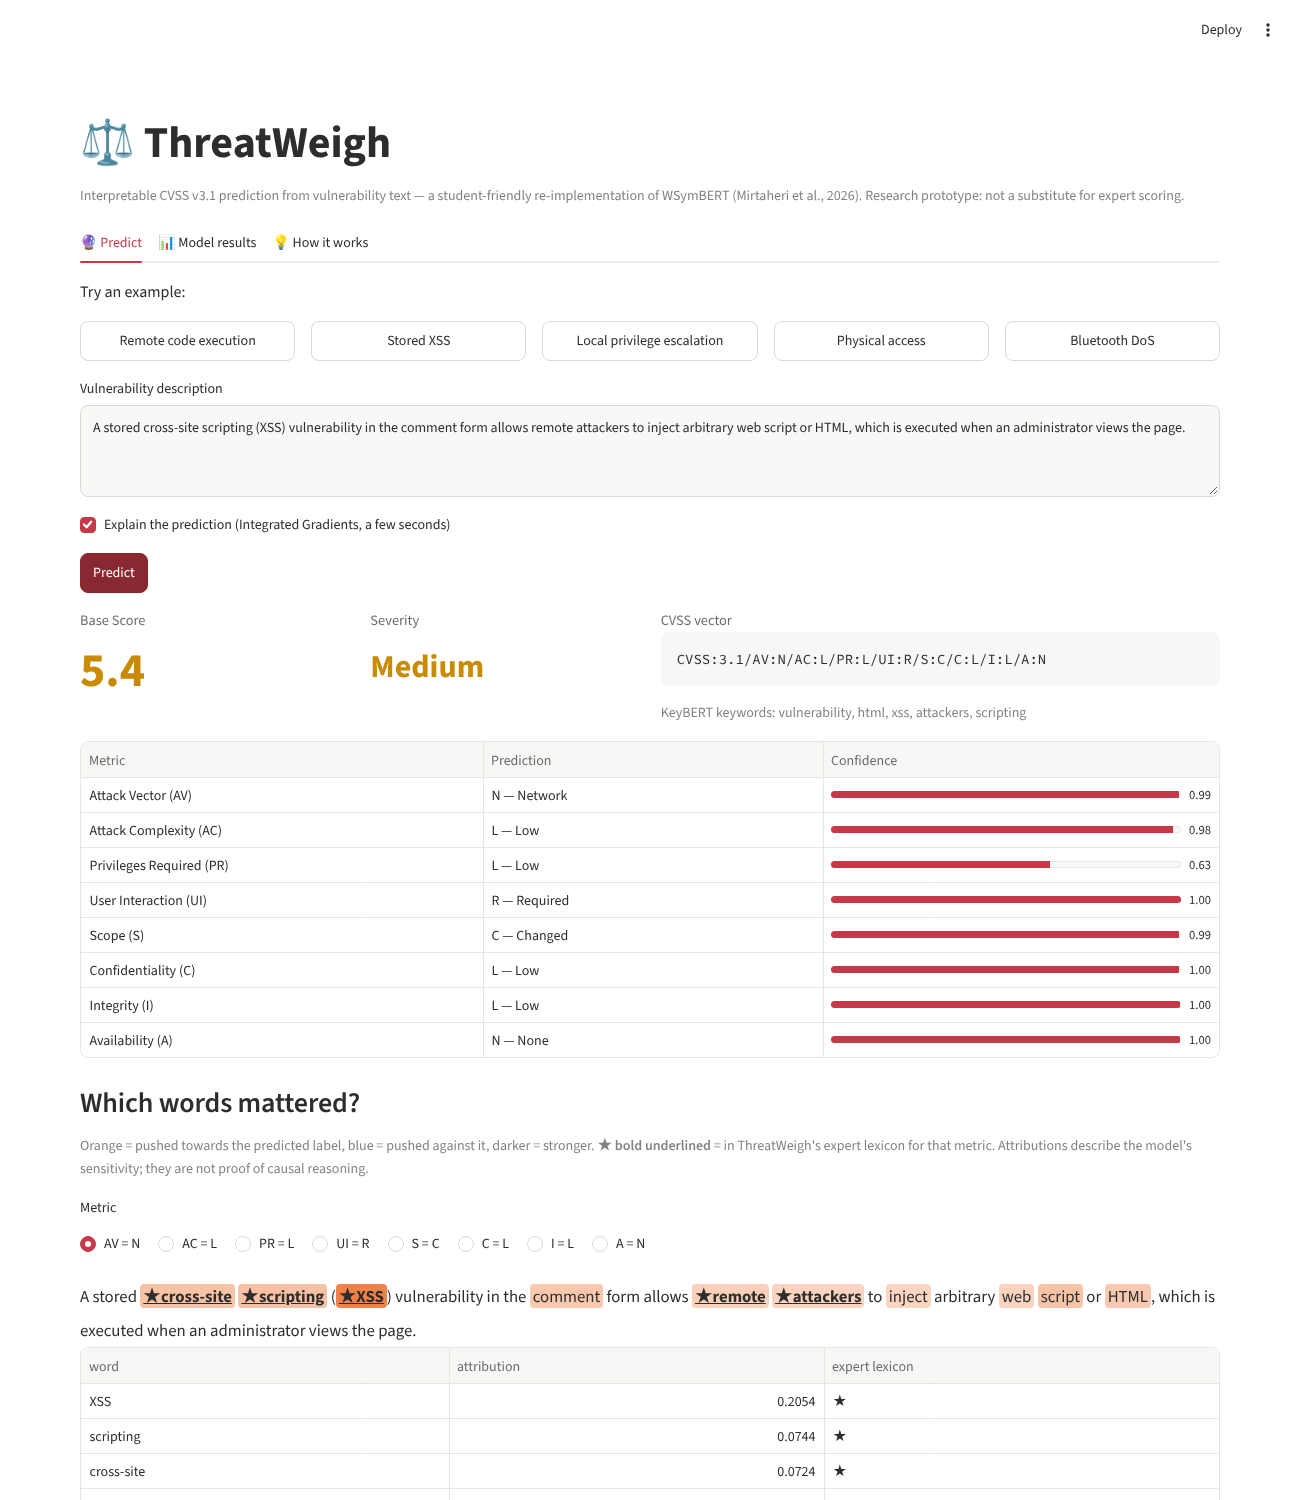 Deploy
ThreatWeigh
Interpretable CVSS v3.1 prediction from vulnerability text — a student-friendly re-implementation of WSymBERT (Mirtaheri et al., 2026). Research prototype: not a substitute for expert scoring.
Predict
Model results
How it works
Try an example:
Remote code execution
Stored XSS
Local privilege escalation
Physical access
Bluetooth DoS
Vulnerability description
A stored cross-site scripting (XSS) vulnerability in the comment form allows remote attackers to inject arbitrary web script or HTML, which is executed when an administrator views the page.
Explain the prediction (Integrated Gradients, a few seconds)
Predict
Base Score
5.4
Severity
Medium
CVSS vector
CVSS:3.1/AV:N/AC:L/PR:L/UI:R/S:C/C:L/I:L/A:N
KeyBERT keywords: vulnerability, html, xss, attackers, scripting
Metric Prediction Confidence
Attack Vector (AV) N — Network 0.99
Attack Complexity (AC) L — Low 0.98
Privileges Required (PR) L — Low 0.63
User Interaction (UI) R — Required 1.00
Scope (S) C — Changed 0.99
Confidentiality (C) L — Low 1.00
Integrity (I) L — Low 1.00
Availability (A) N — None 1.00
Which words mattered?
Orange = pushed towards the predicted label, blue = pushed against it, darker = stronger. ★ bold underlined = in ThreatWeigh's expert lexicon for that metric. Attributions describe the model's
sensitivity; they are not proof of causal reasoning.
Metric
AV = N AC = L PR = L UI = R S = C C = L I = L A = N
A stored ★cross-site ★scripting (★XSS) vulnerability in the comment form allows ★remote ★attackers to inject arbitrary web script or HTML, which is
executed when an administrator views the page.
word attribution expert lexicon
XSS 0.2054 ★
scripting 0.0744 ★
cross-site 0.0724 ★